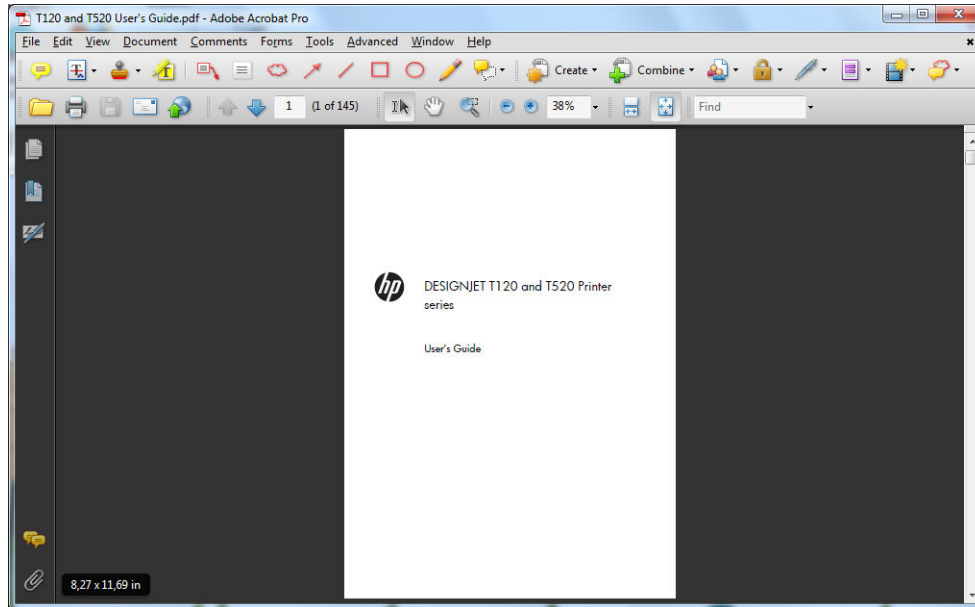 T120 and T520 User's Guide.pdf - Adobe Acrobat Pro
File Edit View Document Comments Forms Tools Advanced Window Help
Create Combine
1 (1 of 145) 38% Find
hp
DESIGNJET T120 and T520 Printer
series
User's Guide
8,27 x 11,69 in